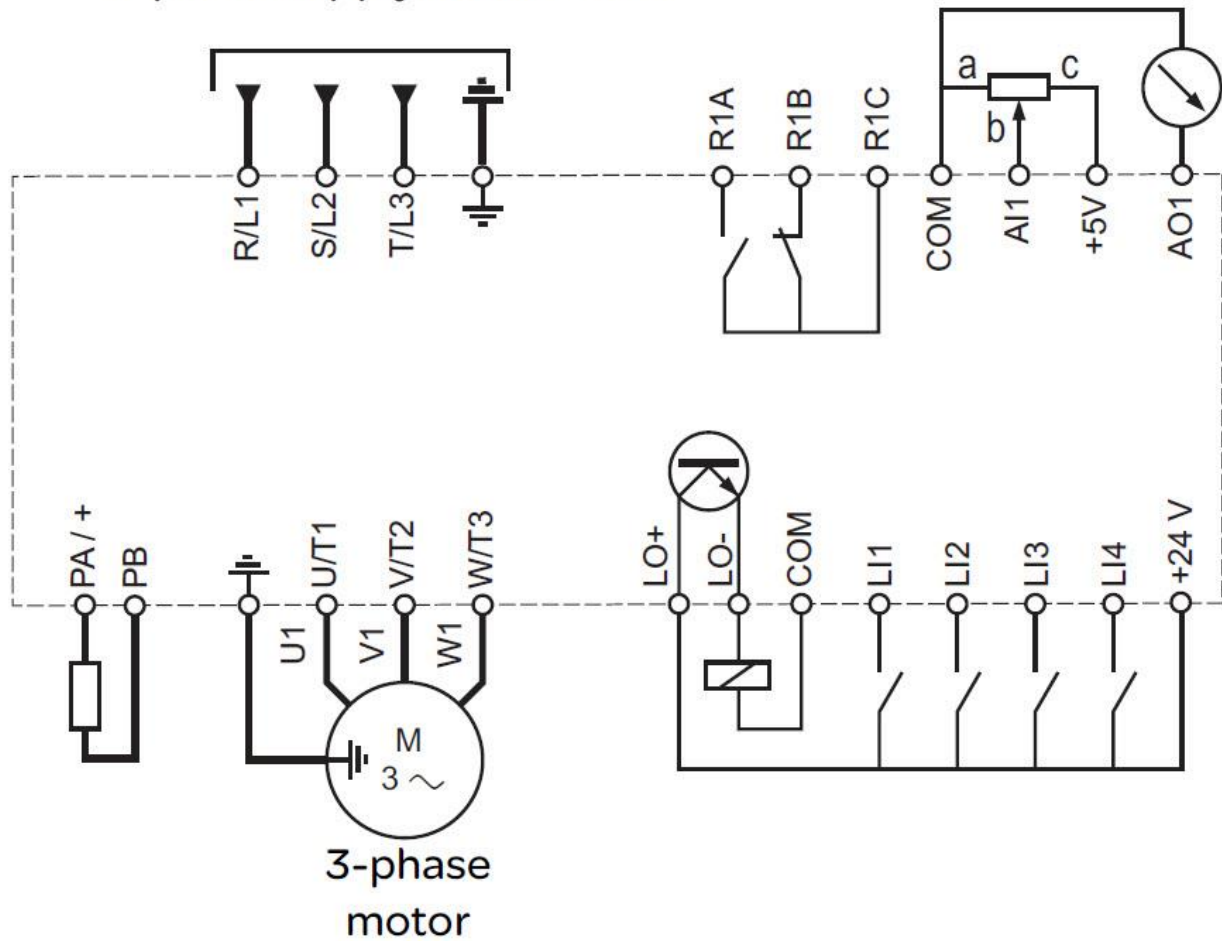 a
c
b
R1A
R1B
R1C
R/L1
S/L2
T/L3
COM
AI1
+5V
AO1
PA / +
PB
U/T1
V/T2
W/T3
LO+
LO-
COM
LI1
LI2
LI3
LI4
+24 V
U1
V1
W1
M
3 ~
3-phase
motor